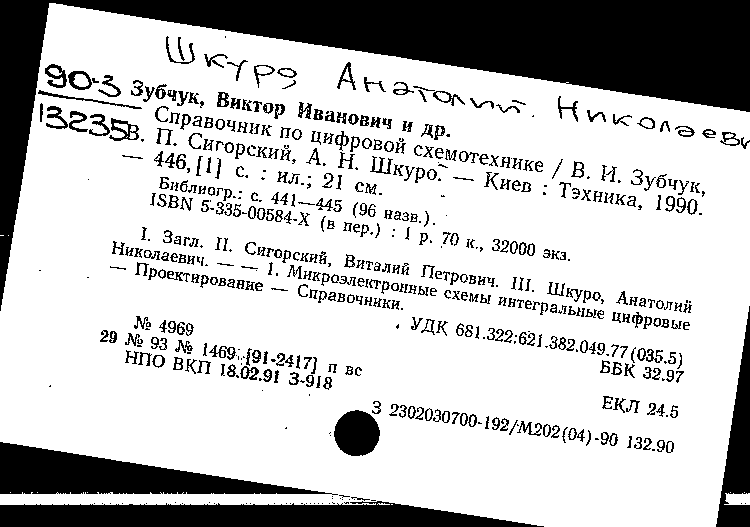 Шкуро Анатолий Николаеви
90-3
13235
Зубчук, Виктор Иванович и др.
Справочник по цифровой схемотехнике / В. И. Зубчук,
В. П. Сигорский, А. Н. Шкуро. — Киев : Тэхника, 1990.
— 446, [1] с. : ил.; 21 см.
Библиогр.: с. 441—445 (96 назв.).
ISBN 5-335-00584-X (в пер.) : 1 р. 70 к., 32000 экз.
I. Загл. II. Сигорский, Виталий Петрович. III. Шкуро, Анатолий
Николаевич. — — 1. Микроэлектронные схемы интегральные цифровые
— Проектирование — Справочники.
УДК 681.322:621.382.049.77(035.5)
ББК 32.97
№ 4969
29 № 93 № 1469 [91-2417] п вс
НПО ВКП 18.02.91 З-918
ЕКЛ 24.5
З 2302030700-192/М202(04)-90 132.90